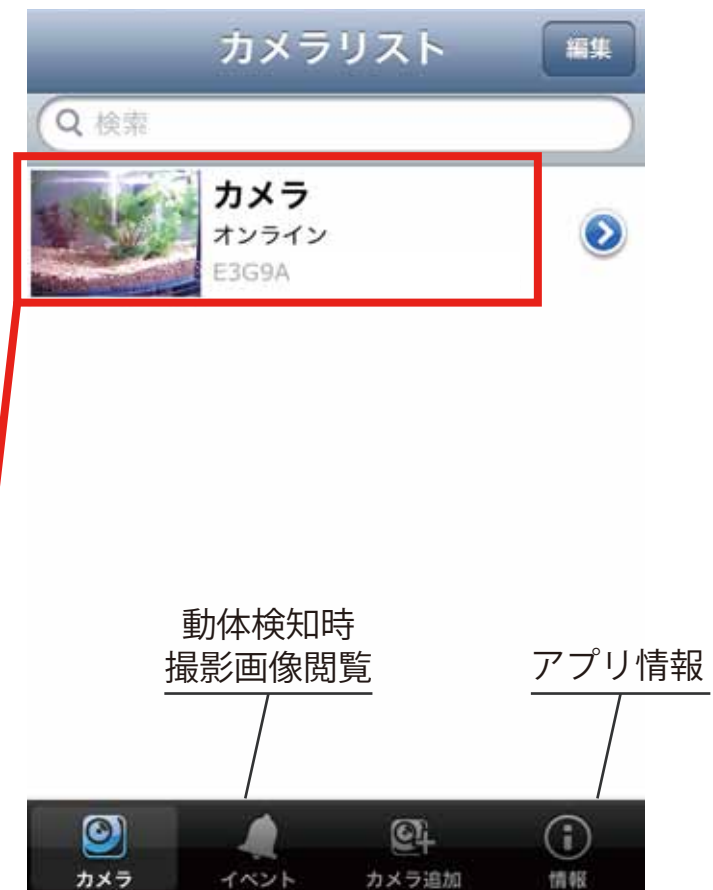 カメラリスト
編集
検索
カメラ
オンライン
E3G9A
動体検知時
撮影画像閲覧
アプリ情報
カメラ
イベント
カメラ追加
情報